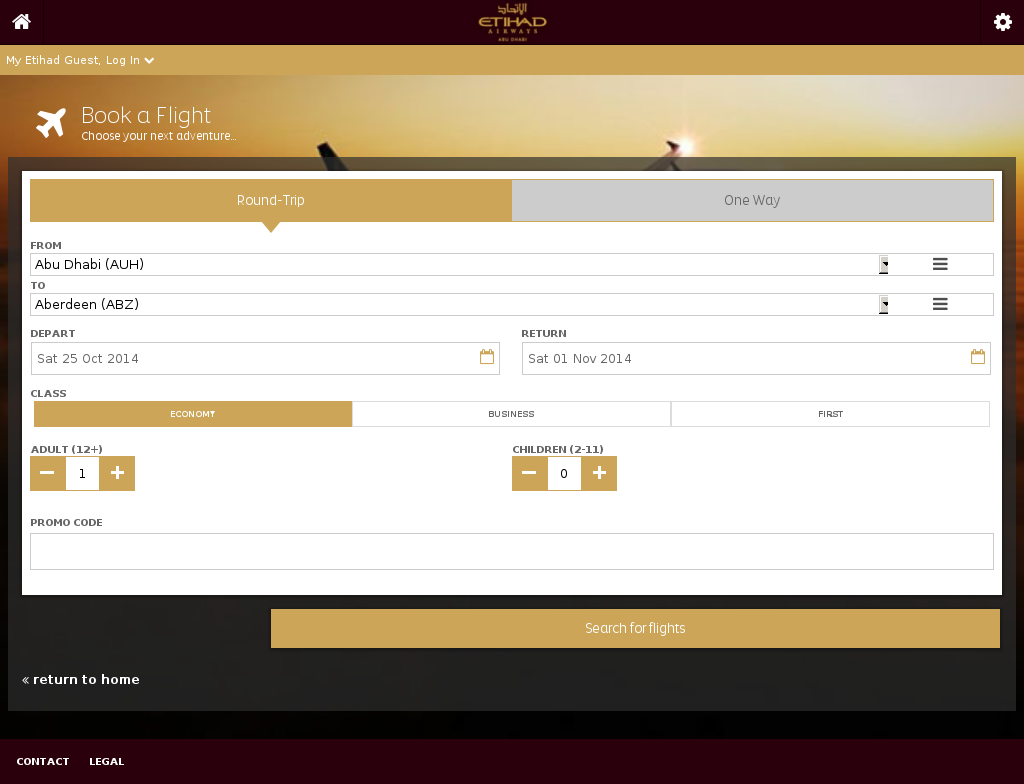 الإتحاد
ETIHAD
AIRWAYS
ABU DHABI
My Etihad Guest, Log In
Book a Flight
Choose your next adventure...
Round-Trip
One Way
FROM
Abu Dhabi (AUH)
TO
Aberdeen (ABZ)
DEPART
RETURN
Sat 25 Oct 2014
Sat 01 Nov 2014
CLASS
ECONOMY
BUSINESS
FIRST
ADULT (12+)
CHILDREN (2-11)
1
0
PROMO CODE
Search for flights
« return to home
CONTACT
LEGAL